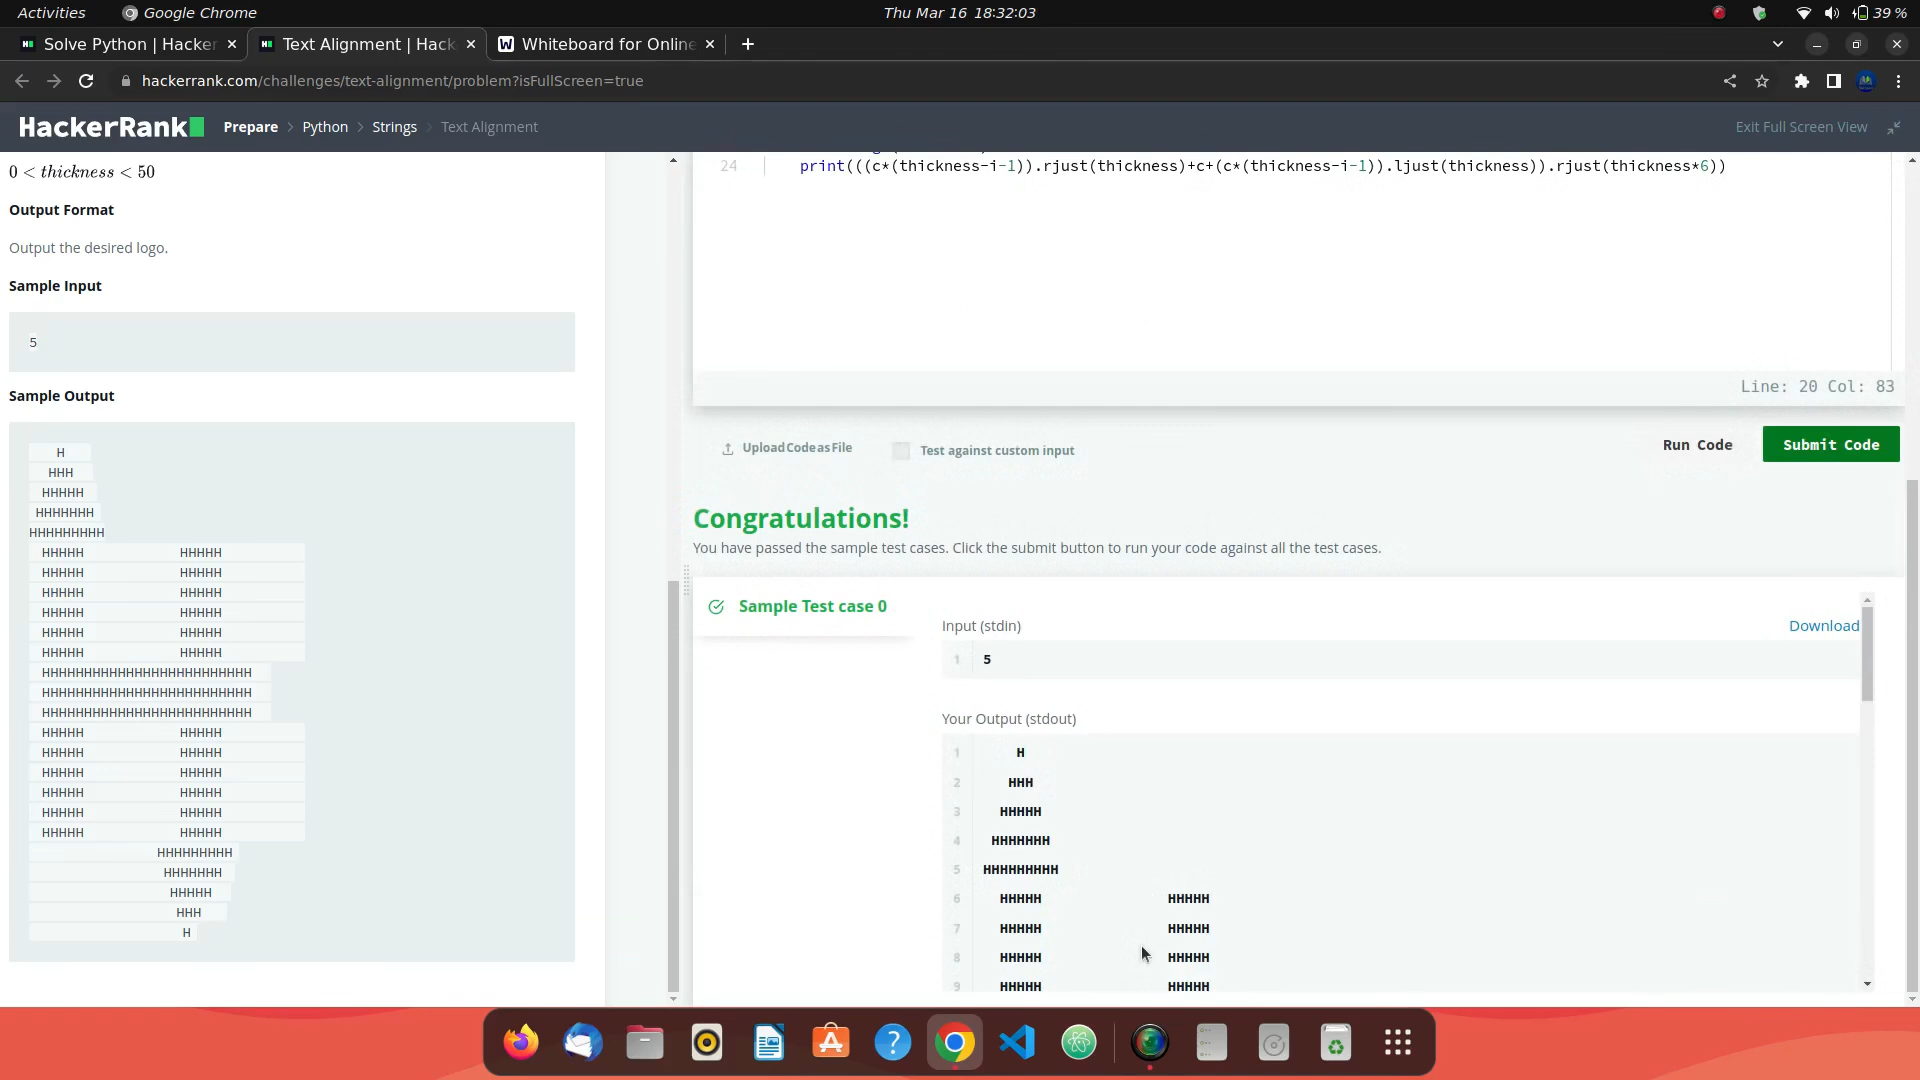 Activities Google Chrome Thu Mar 16 18:32:03 39 %
Solve Python | Hacker Text Alignment | Hack Whiteboard for Online
hackerrank.com/challenges/text-alignment/problem?isFullScreen=true
HackerRank Prepare > Python > Strings > Text Alignment Exit Full Screen View
0 < thickness < 50
Output Format
Output the desired logo.
Sample Input
5
Sample Output
H
HHH
HHHHH
HHHHHHH
HHHHHHHHH
HHHHH HHHHH
HHHHH HHHHH
HHHHH HHHHH
HHHHH HHHHH
HHHHH HHHHH
HHHHH HHHHH
HHHHHHHHHHHHHHHHHHHHHHHHH
HHHHHHHHHHHHHHHHHHHHHHHHH
HHHHHHHHHHHHHHHHHHHHHHHHH
HHHHH HHHHH
HHHHH HHHHH
HHHHH HHHHH
HHHHH HHHHH
HHHHH HHHHH
HHHHH HHHHH
HHHHHHHHH
HHHHHHH
HHHHH
HHH
H
24 print(((c*(thickness-i-1)).rjust(thickness)+c+(c*(thickness-i-1)).ljust(thickness)).rjust(thickness*6))
Line: 20 Col: 83
Upload Code as File Test against custom input Run Code Submit Code
Congratulations!
You have passed the sample test cases. Click the submit button to run your code against all the test cases.
Sample Test case 0
Input (stdin) Download
1 5
Your Output (stdout)
1 H
2 HHH
3 HHHHH
4 HHHHHHH
5 HHHHHHHHH
6 HHHHH HHHHH
7 HHHHH HHHHH
8 HHHHH HHHHH
9 HHHHH HHHHH